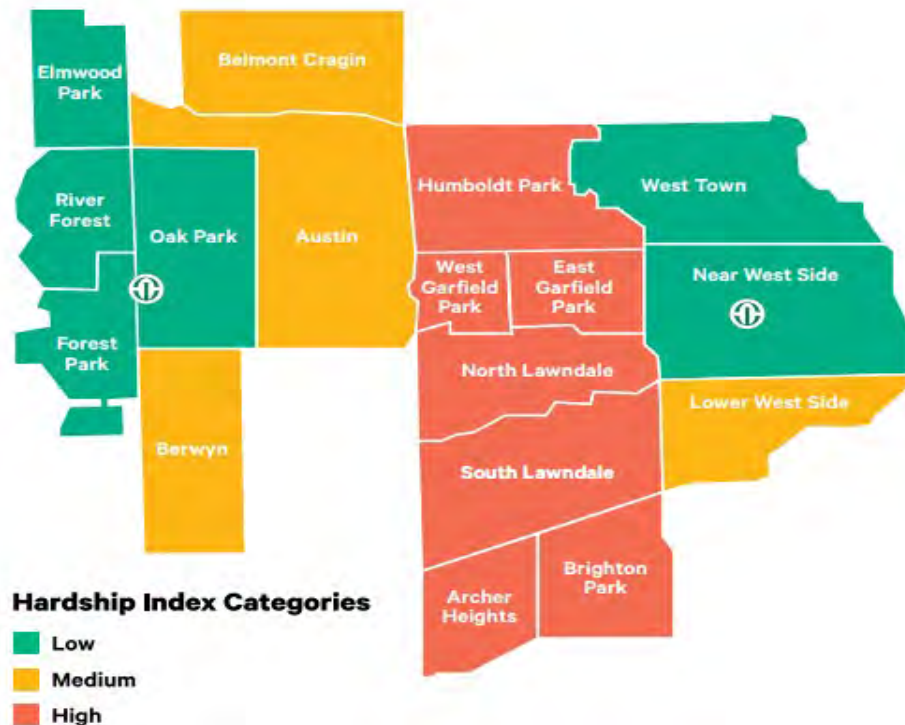 Elmwood
Park
Belmont Cragin
River
Forest
Oak Park
Austin
Humboldt Park
West Town
West
Garfield
Park
East
Garfield
Park
Near West Side
Forest
Park
North Lawndale
Lower West Side
Berwyn
South Lawndale
Archer
Heights
Brighton
Park
Hardship Index Categories
Low
Medium
High